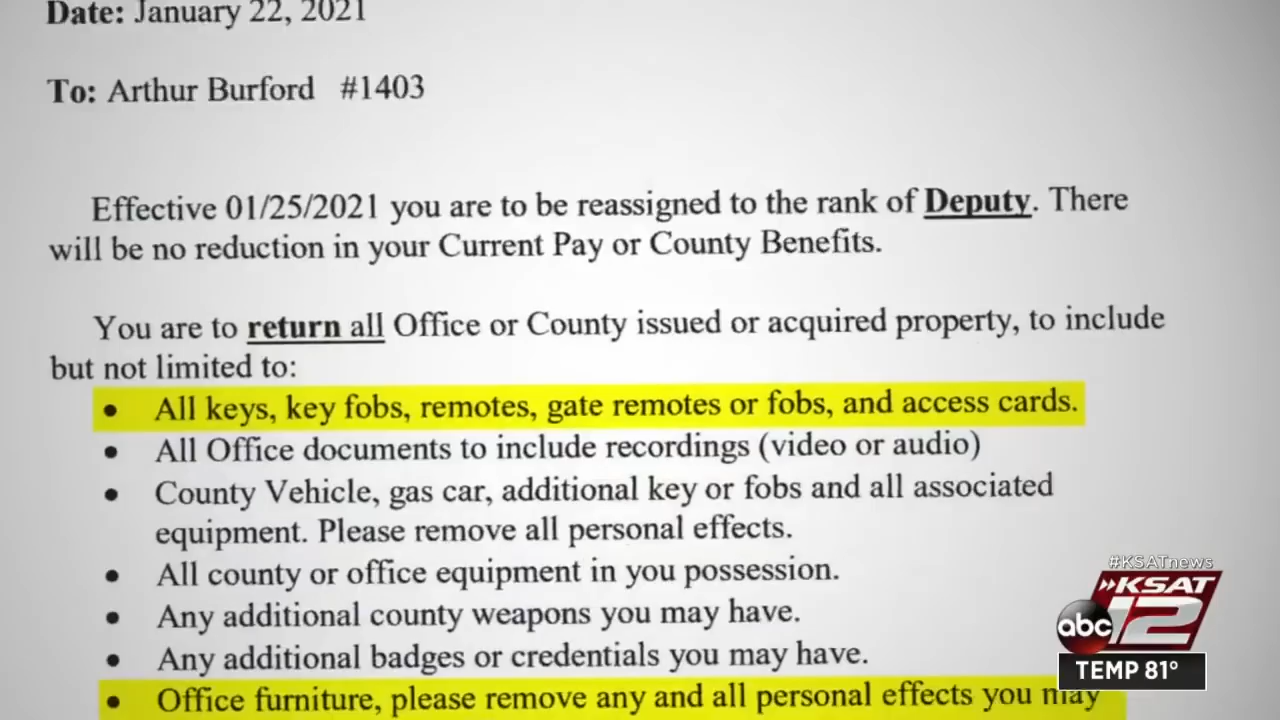 Date: January 22, 2021
To: Arthur Burford #1403
Effective 01/25/2021 you are to be reassigned to the rank of Deputy. There
will be no reduction in your Current Pay or County Benefits.
You are to return all Office or County issued or acquired property, to include
but not limited to:
• All keys, key fobs, remotes, gate remotes or fobs, and access cards.
• All Office documents to include recordings (video or audio)
• County Vehicle, gas car, additional key or fobs and all associated
equipment. Please remove all personal effects.
• All county or office equipment in you possession.
• Any additional county weapons you may have.
• Any additional badges or credentials you may have.
• Office furniture, please remove any and all personal effects you may
#KSATnews
KSAT
abc 12
TEMP 81°